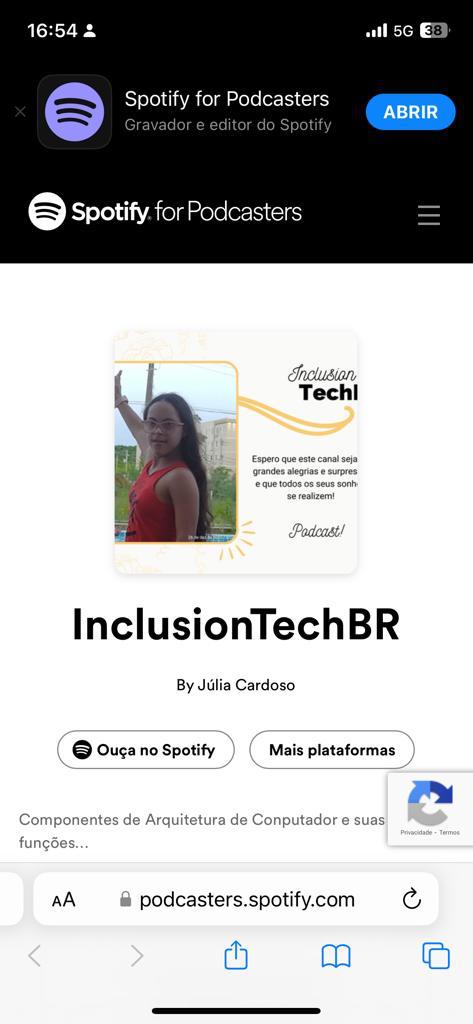 16:54
5G 38
Spotify for Podcasters
Gravador e editor do Spotify
ABRIR
Spotify for Podcasters
Inclusion
Tech
Espero que este canal seja
grandes alegrias e surpres
e que todos os seus sonh
se realizem!
Podcast!
InclusionTechBR
By Júlia Cardoso
Ouça no Spotify
Mais plataformas
Componentes de Arquitetura de Conputador e suas
funções...
Privacidade - Termos
AA
podcasters.spotify.com